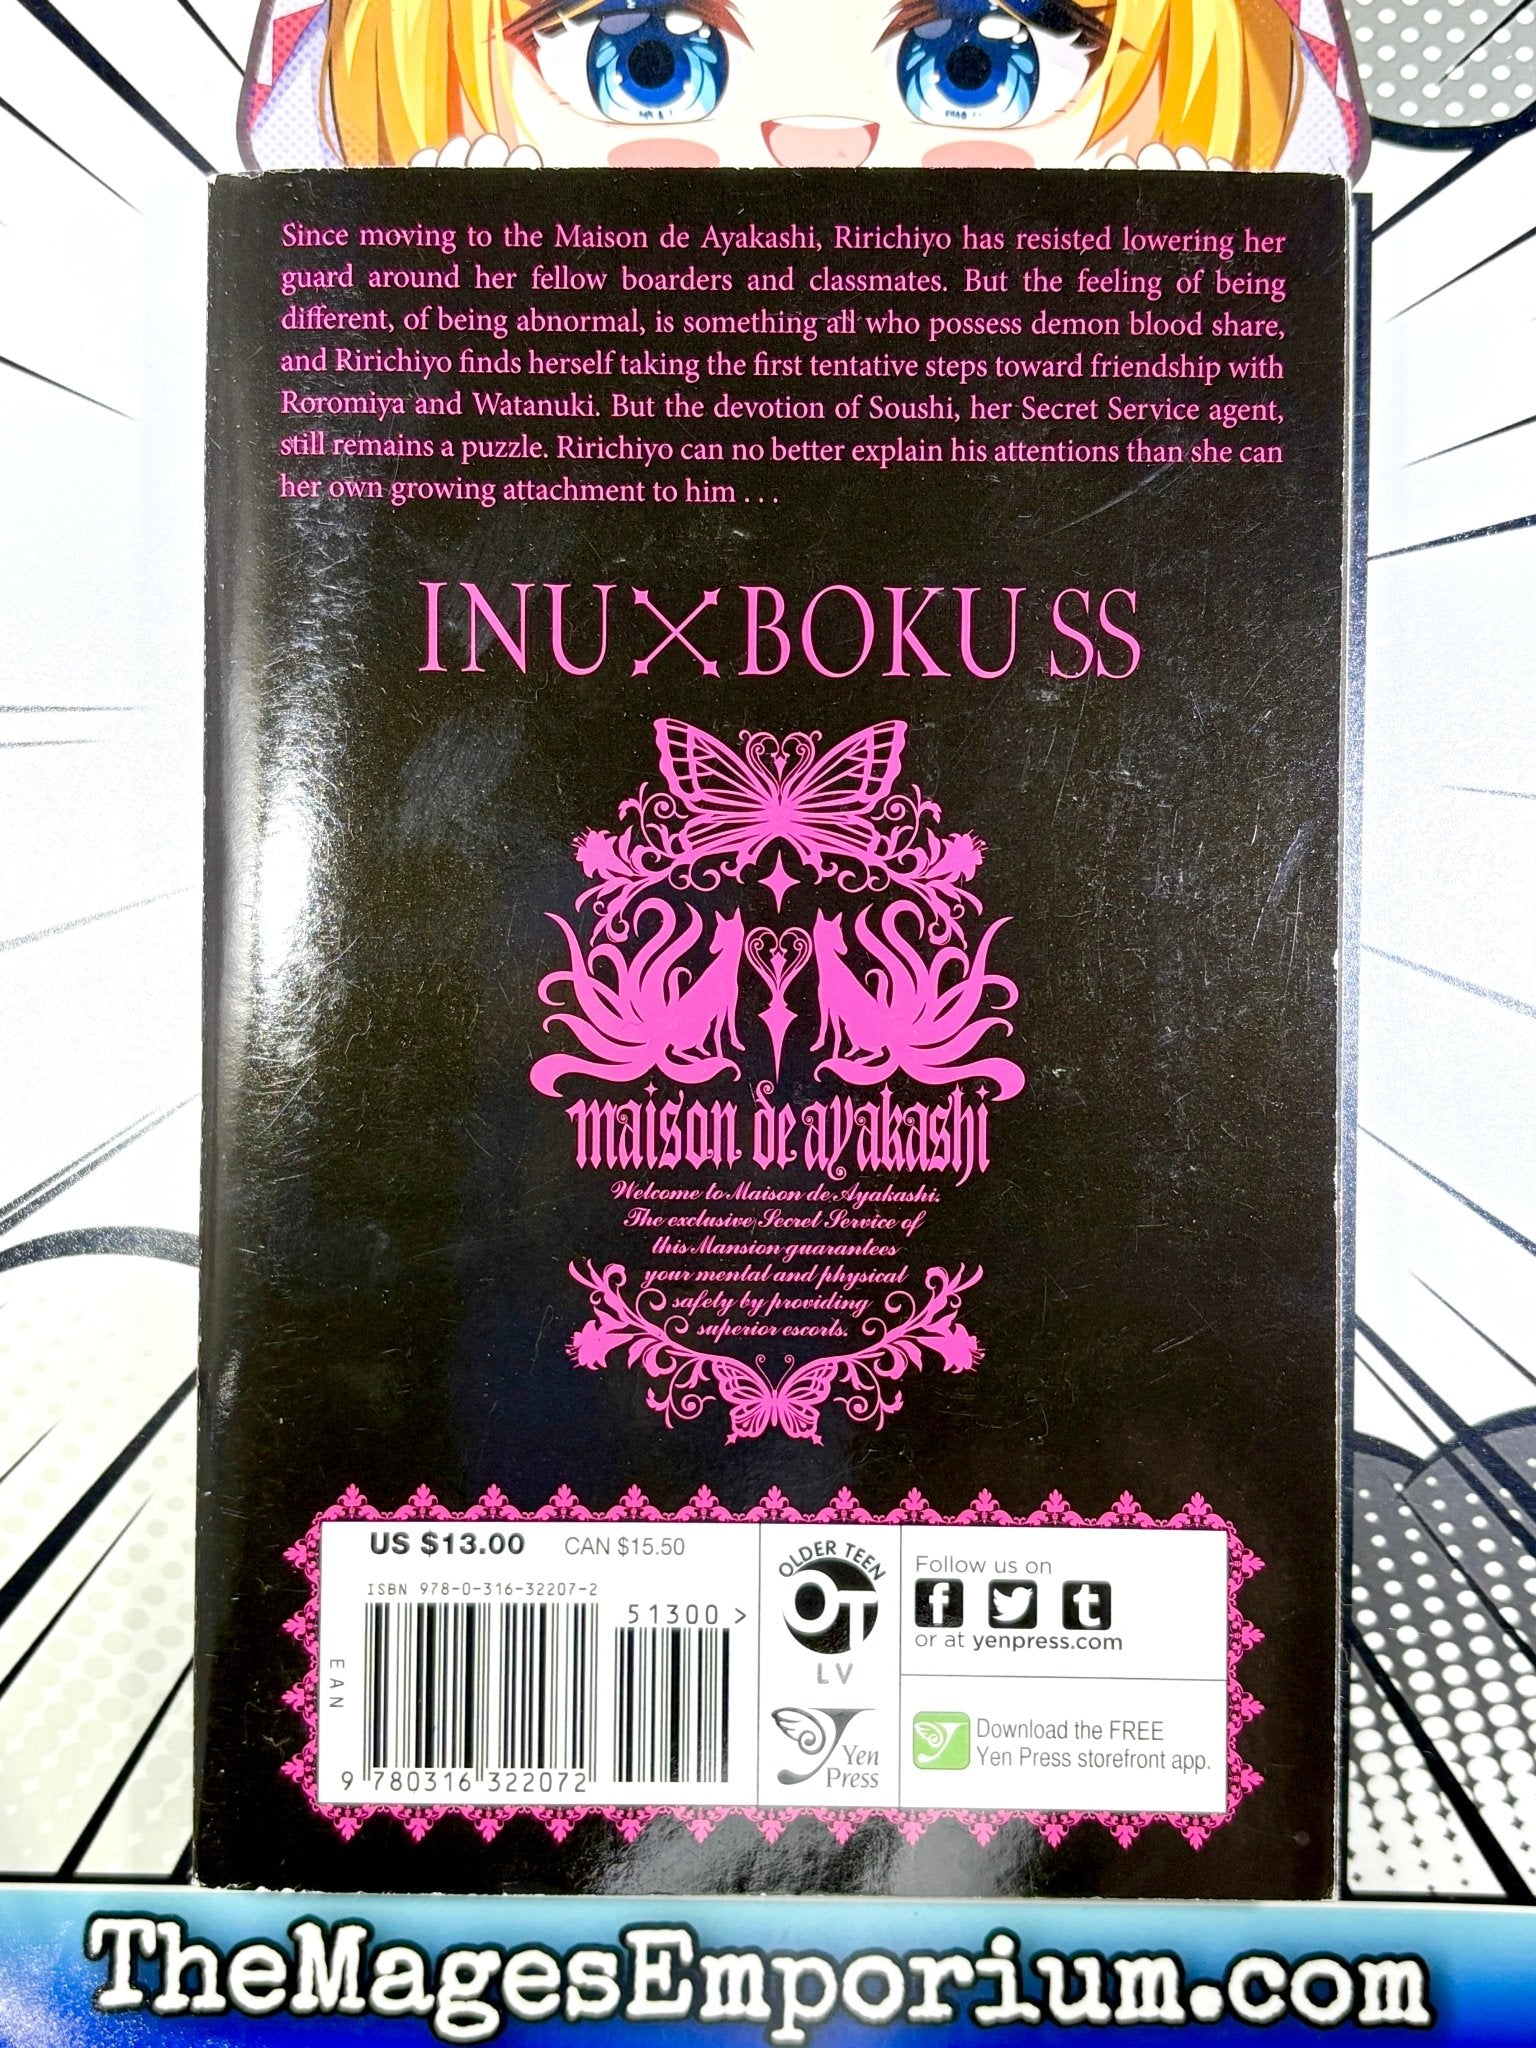 Since moving to the Maison de Ayakashi, Ririchiyo has resisted lowering her
guard around her fellow boarders and classmates. But the feeling of being
different, of being abnormal, is something all who possess demon blood share,
and Ririchiyo finds herself taking the first tentative steps toward friendship with
Roromiya and Watanuki. But the devotion of Soushi, her Secret Service agent,
still remains a puzzle. Ririchiyo can no better explain his attentions than she can
her own growing attachment to him . . .
INU×BOKU SS
maison de ayakashi
Welcome to Maison de Ayakashi.
The exclusive Secret Service of
this Mansion guarantees
your mental and physical
safety by providing
superior escorts.
US $13.00 CAN $15.50
ISBN 978-0-316-32207-2
51300 >
EAN
9 780316 322072
OLDER TEEN
OT
LV
Yen
Press
Follow us on
f t
or at yenpress.com
Download the FREE
Yen Press storefront app.
TheMagesEmporium.com